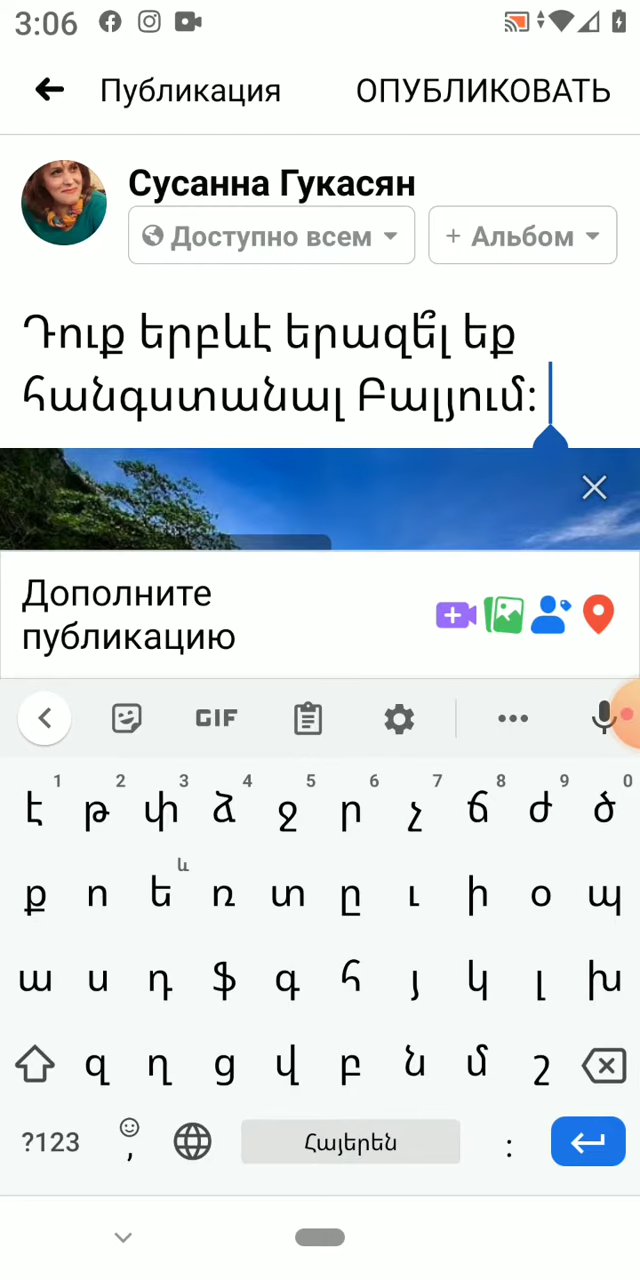 3:06
Публикация ОПУБЛИКОВАТЬ
Сусанна Гукасян
Доступно всем + Альбом
Դուք երբևէ երազե՞լ եք
հանգստանալ Բալյում:
Дополните
публикацию
GIF
1 2 3 4 5 6 7 8 9 0
է թ փ ձ ջ ր չ ճ ժ ծ
և
ք ո ե ռ տ ը ւ ի օ պ
ա ս դ ֆ գ հ յ կ լ խ
զ ղ ց վ բ ն մ շ
?123 , Հայերեն :